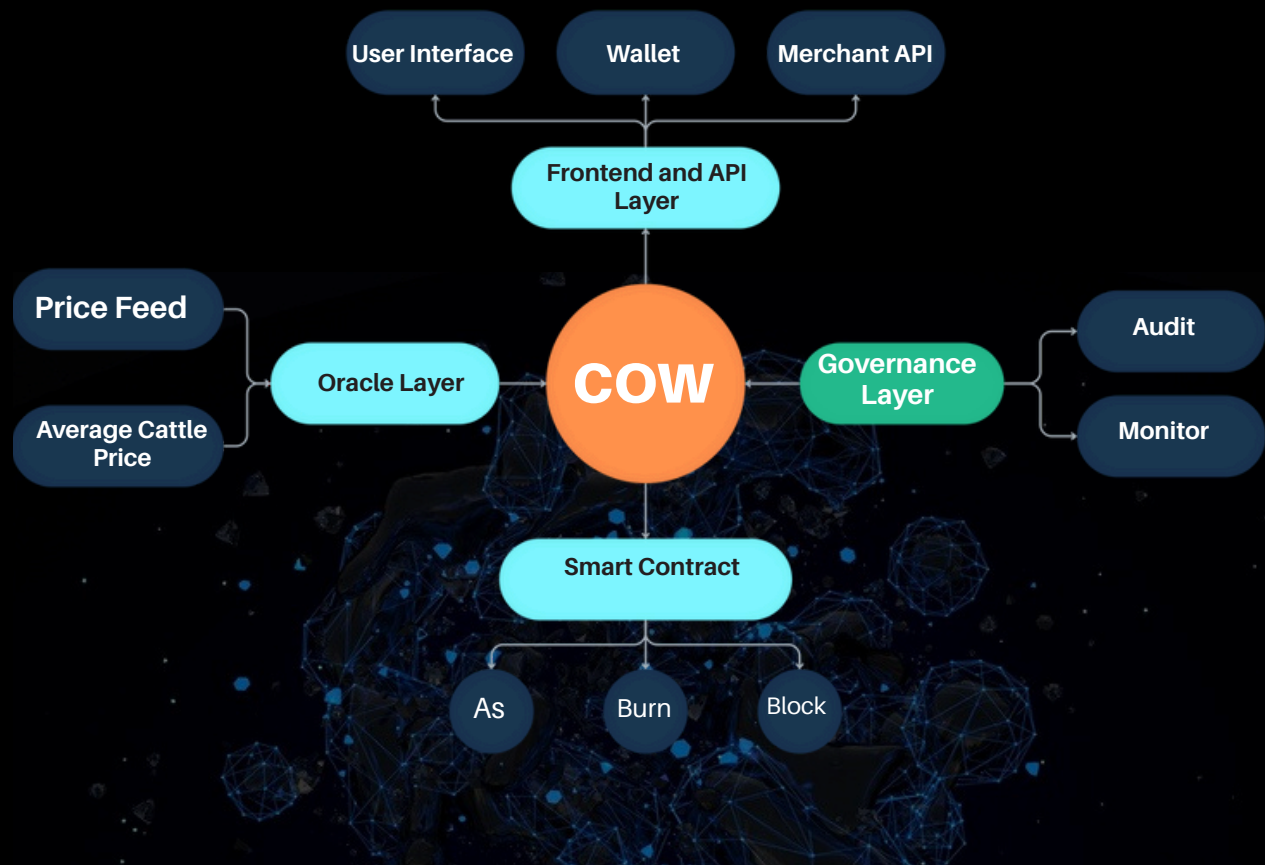 User Interface
Wallet
Merchant API
Frontend and API
Layer
Price Feed
Average Cattle
Price
Oracle Layer
COW
Governance
Layer
Audit
Monitor
Smart Contract
As
Burn
Block